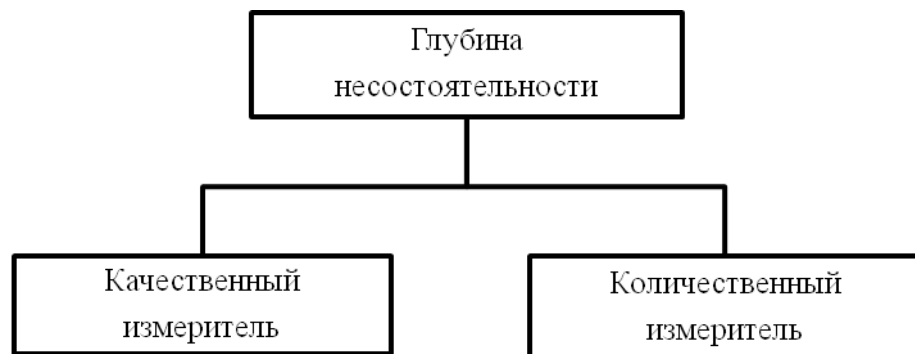 Глубина
несостоятельности
Качественный
измеритель
Количественный
измеритель